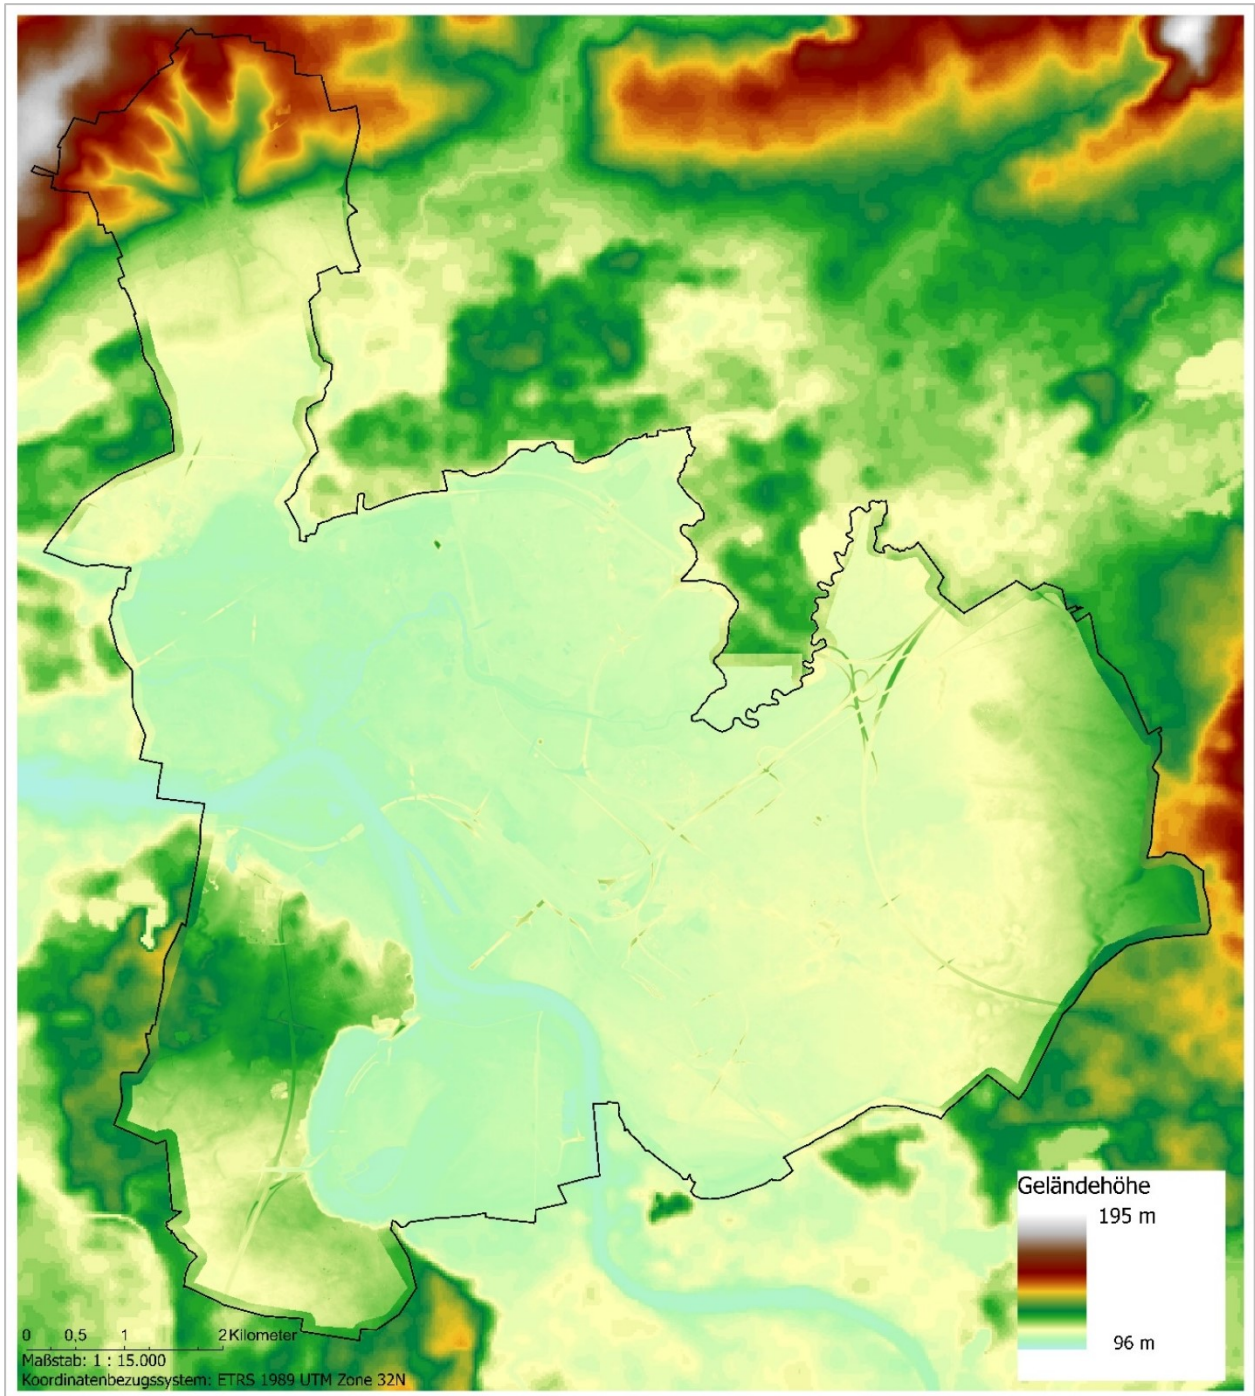 Geländehöhe
195 m
96 m
0 0,5 1 2 Kilometer
Maßstab: 1 : 15.000
Koordinatenbezugssystem: ETRS 1989 UTM Zone 32N